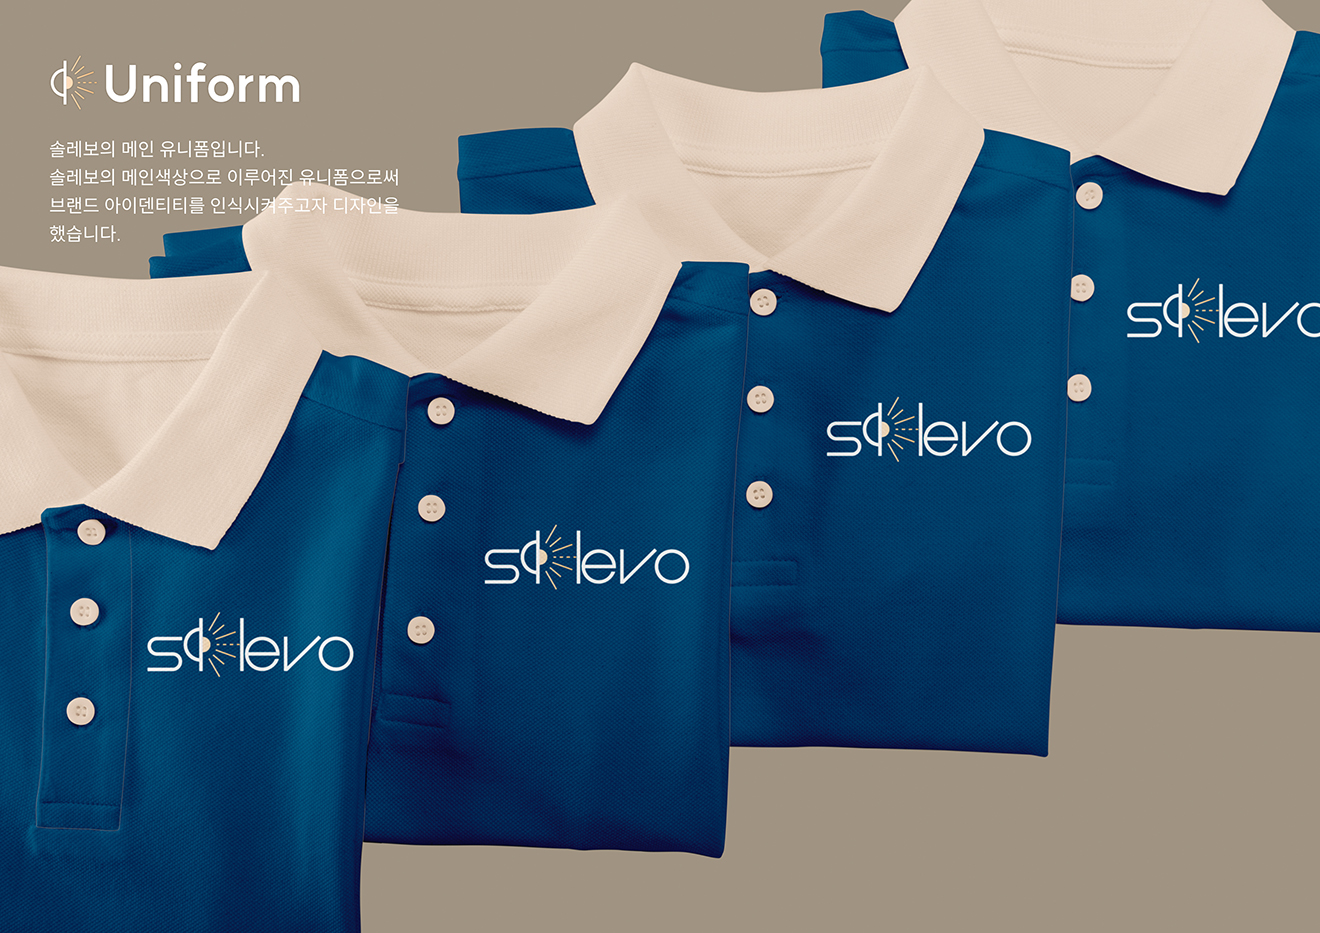 Uniform
솔레보의 메인 유니폼입니다.
솔레보의 메인색상으로 이루어진 유니폼으로써
브랜드 아이덴티티를 인식시켜주고자 디자인을
했습니다.
solevo
solevo
solevo
solevo